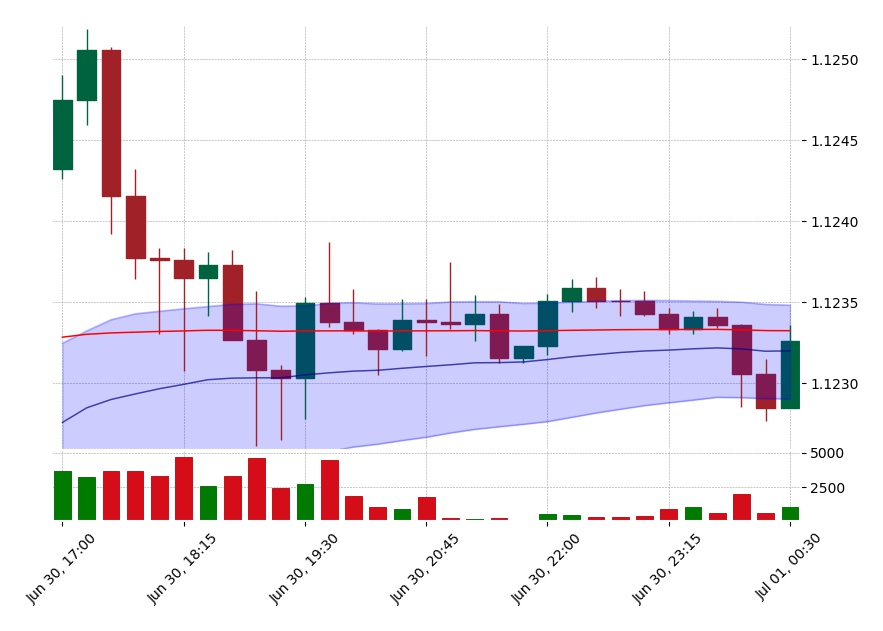 1.1250
1.1245
1.1240
1.1235
1.1230
5000
2500
Jun 30, 17:00
Jun 30, 18:15
Jun 30, 19:30
Jun 30, 20:45
Jun 30, 22:00
Jun 30, 23:15
Jul 01, 00:30